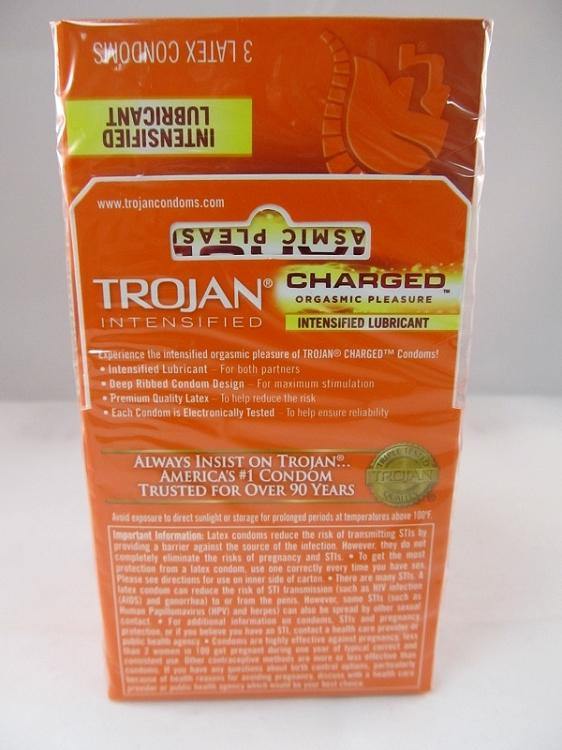 3 LATEX CONDOMS
INTENSIFIED
LUBRICANT
www.trojancondoms.com
ASMIC PLEAS
TROJAN®
INTENSIFIED
CHARGED™
ORGASMIC PLEASURE
INTENSIFIED LUBRICANT
Experience the intensified orgasmic pleasure of TROJAN® CHARGED™ Condoms!
• Intensified Lubricant – For both partners
• Deep Ribbed Condom Design – For maximum stimulation
• Premium Quality Latex – To help reduce the risk
• Each Condom is Electronically Tested – To help ensure reliability
ALWAYS INSIST ON TROJAN®...
AMERICA'S #1 CONDOM
TRUSTED FOR OVER 90 YEARS
TRIPLE TESTED
TROJAN
QUALITY
Avoid exposure to direct sunlight or storage for prolonged periods at temperatures above 100°F.
Important Information: Latex condoms reduce the risk of transmitting STIs by
providing a barrier against the source of the infection. However, they do not
completely eliminate the risks of pregnancy and STIs. • To get the most
protection from a latex condom, use one correctly every time you have sex.
Please see directions for use on inner side of carton. • There are many STIs. A
latex condom can reduce the risk of STI transmission (such as HIV infection
(AIDS) and gonorrhea) to or from the penis. However, some STIs (such as
Human Papillomavirus (HPV) and herpes) can also be spread by other sexual
contact. • For additional information on condoms, STIs and pregnancy
protection, or if you believe you have an STI, contact a health care provider or
public health agency. • Condoms are highly effective against pregnancy; less
than 2 women in 100 get pregnant during one year of typical correct and
consistent use. Other contraceptive methods are more or less effective than
condoms. If you have any questions about birth control options, particularly
because of health reasons for avoiding pregnancy, discuss with a health care
provider or public health agency which would be your best choice.